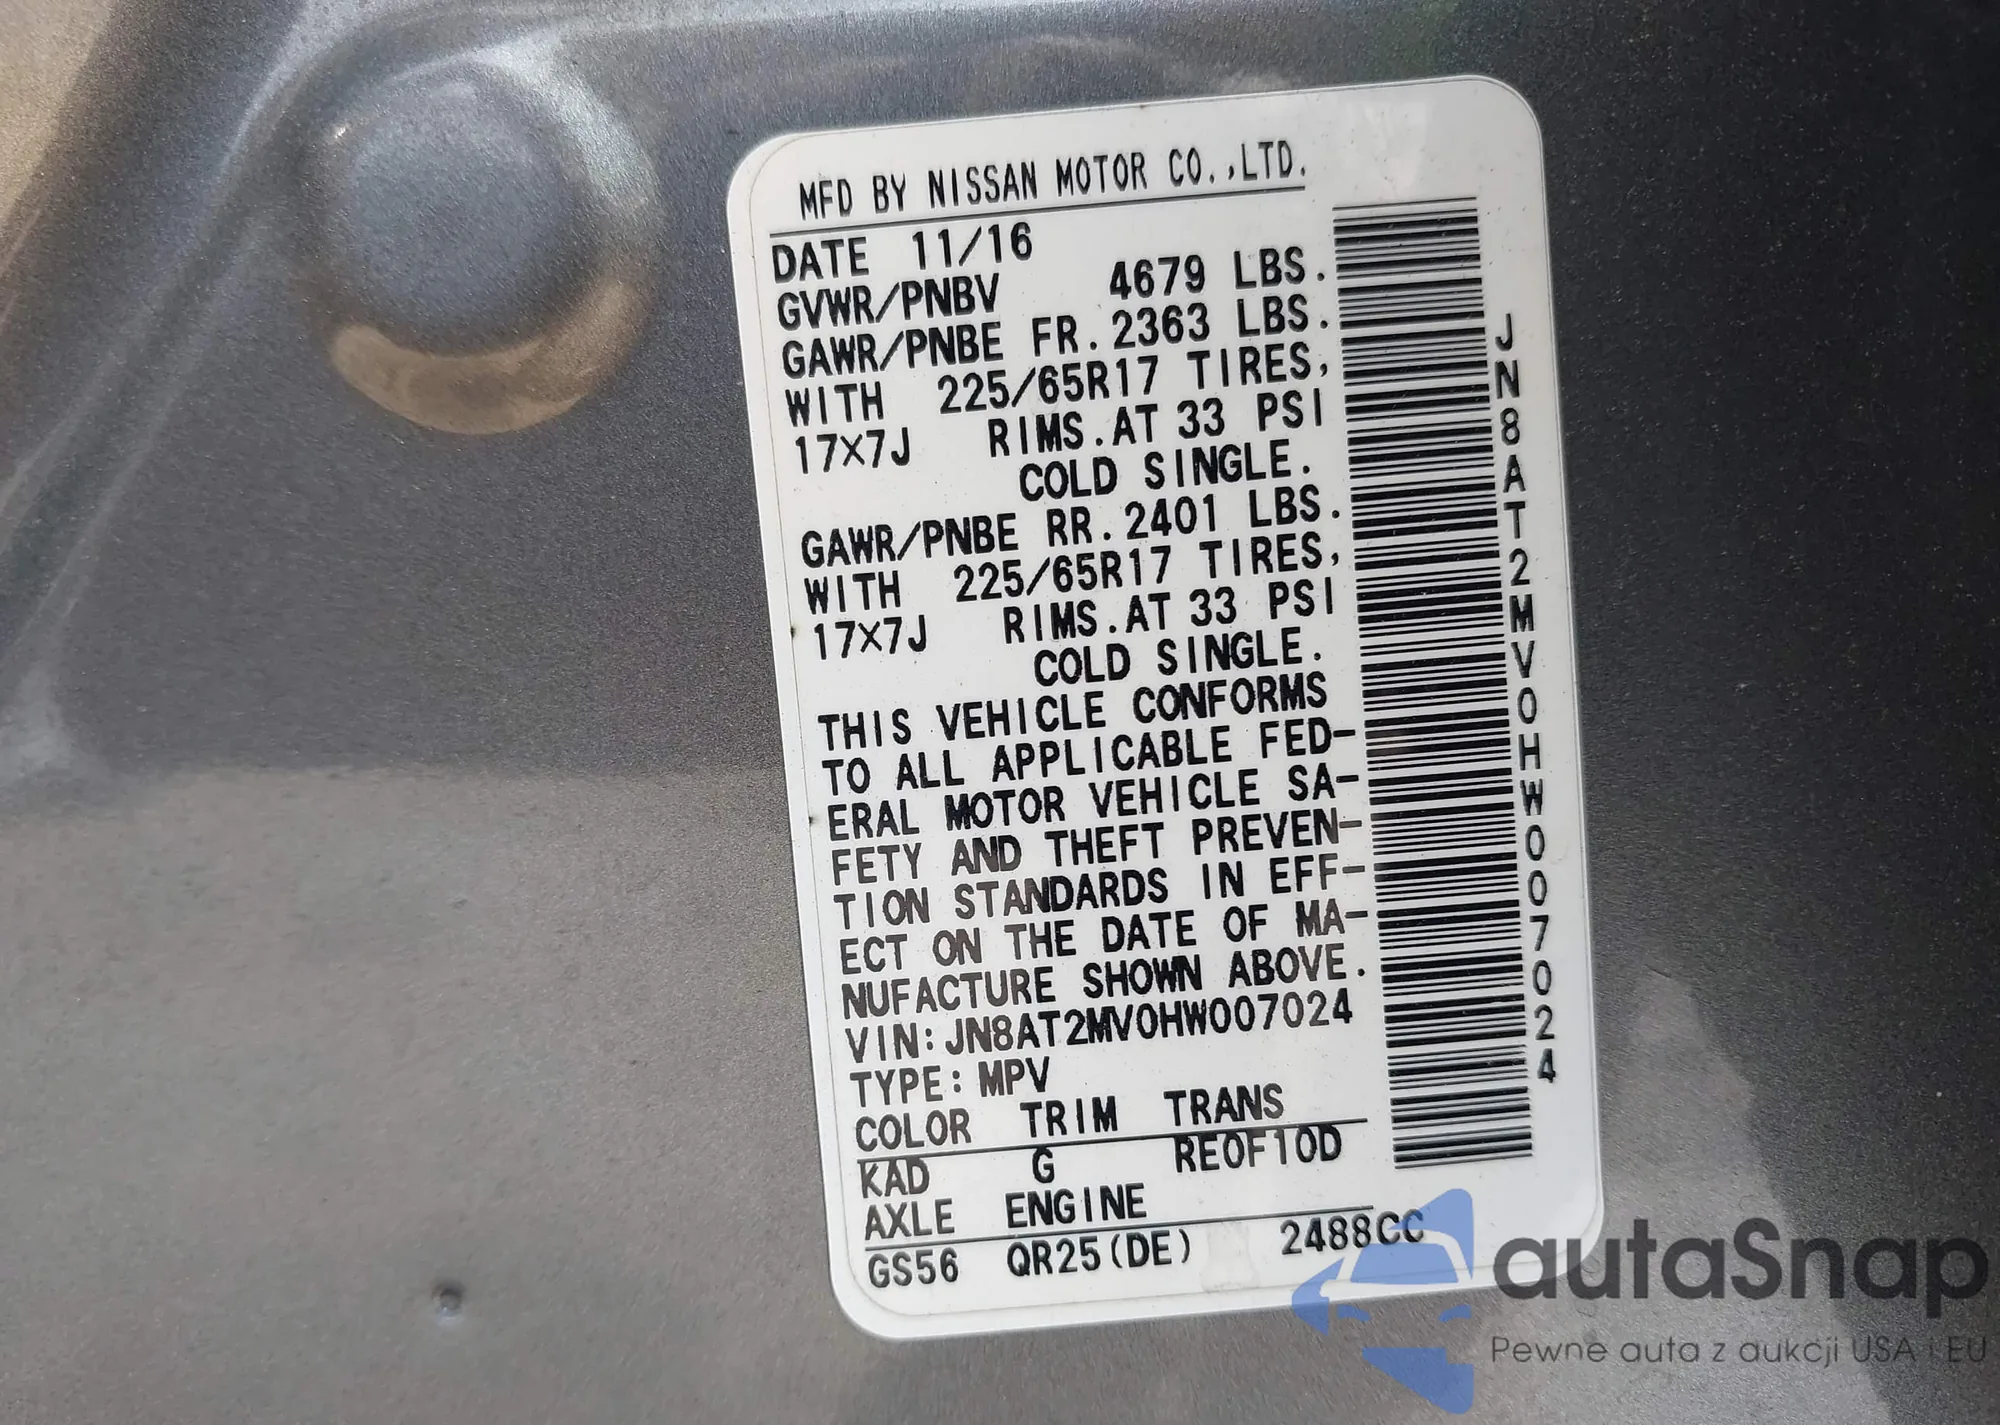 MFD BY NISSAN MOTOR CO.,LTD.
DATE 11/16
GVWR/PNBV 4679 LBS.
GAWR/PNBE FR. 2363 LBS.
WITH 225/65R17 TIRES,
17X7J RIMS.AT 33 PSI
COLD SINGLE.
GAWR/PNBE RR. 2401 LBS.
WITH 225/65R17 TIRES,
17X7J RIMS.AT 33 PSI
COLD SINGLE.
THIS VEHICLE CONFORMS
TO ALL APPLICABLE FED-
ERAL MOTOR VEHICLE SA-
FETY AND THEFT PREVEN-
TION STANDARDS IN EFF-
ECT ON THE DATE OF MA-
NUFACTURE SHOWN ABOVE.
VIN: JN8AT2MV0HW007024
TYPE: MPV
COLOR TRIM TRANS
KAD G RE0F10D
AXLE ENGINE
GS56 QR25(DE) 2488CC
JN8AT2MV0HW007024
autaSnap
Pewne auta z aukcji USA i EU